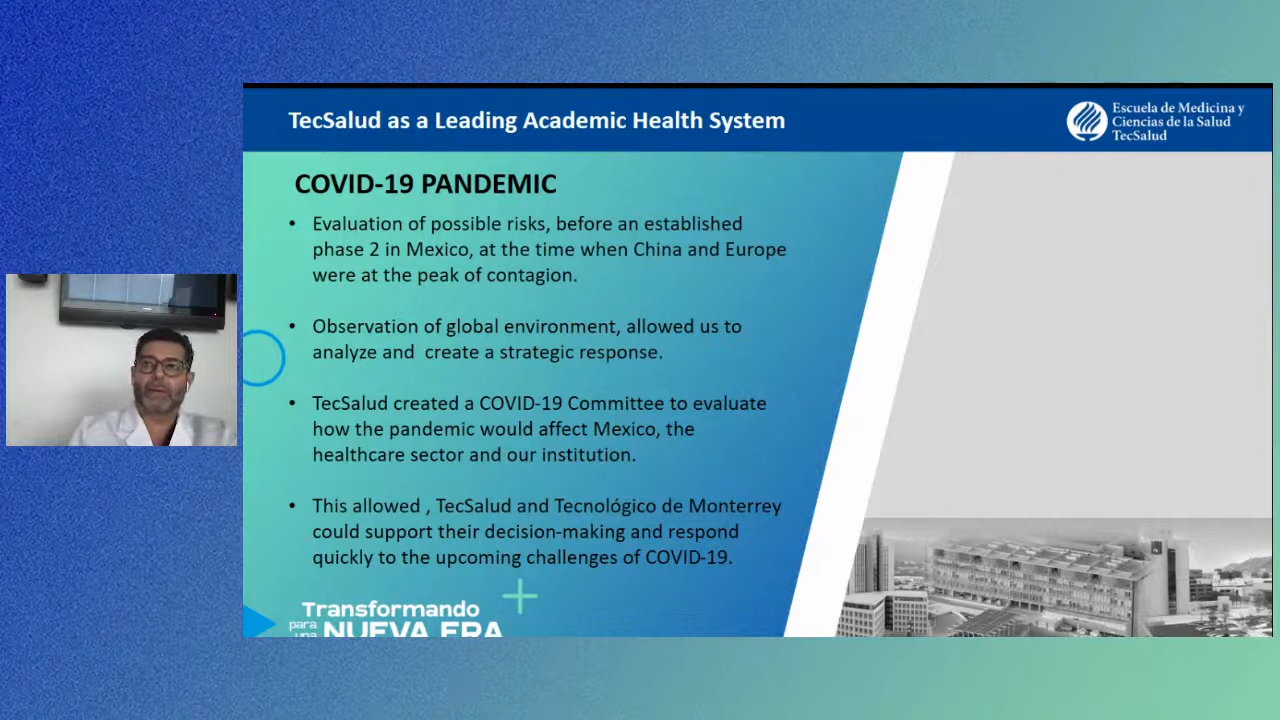 TecSalud as a Leading Academic Health System
Escuela de Medicina y
Ciencias de la Salud
TecSalud
COVID-19 PANDEMIC
• Evaluation of possible risks, before an established
phase 2 in Mexico, at the time when China and Europe
were at the peak of contagion.
• Observation of global environment, allowed us to
analyze and  create a strategic response.
• TecSalud created a COVID-19 Committee to evaluate
how the pandemic would affect Mexico, the
healthcare sector and our institution.
• This allowed , TecSalud and Tecnológico de Monterrey
could support their decision-making and respond
quickly to the upcoming challenges of COVID-19.
Transformando
para
una NUEVA ERA